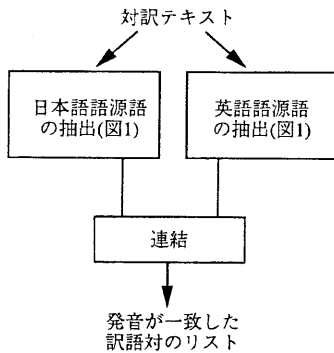 対訳テキスト
日本語語源語
の抽出(図1)
英語語源語
の抽出(図1)
連結
発音が一致した
訳語対のリスト